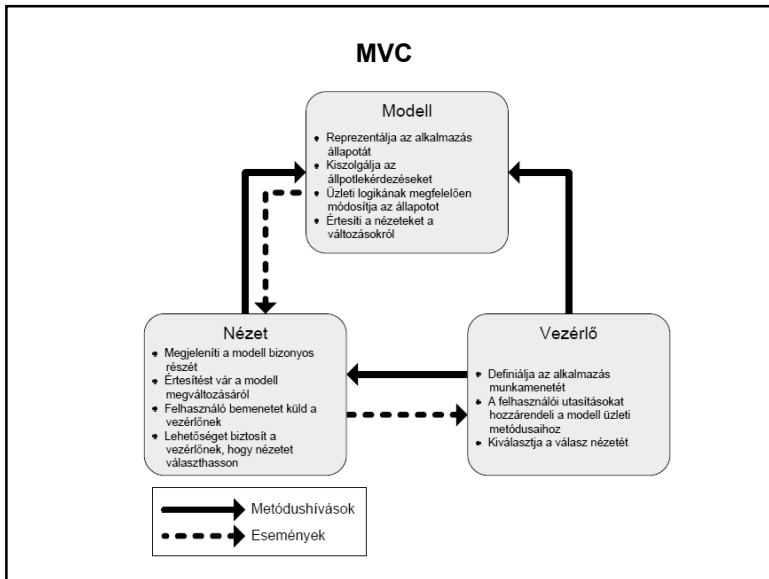 MVC
Modell
• Reprezentálja az alkalmazás
állapotát
• Kiszolgálja az
állpotlekérdezéseket
• Üzleti logikának megfelelően
módosítja az állapotot
• Értesíti a nézeteket a
változásokról
Nézet
• Megjeleníti a modell bizonyos
részét
• Értesítést vár a modell
megváltozásáról
• Felhasználó bemenetet küld a
vezérlőnek
• Lehetőséget biztosít a
vezérlőnek, hogy nézetet
választhasson
Vezérlő
• Definiálja az alkalmazás
munkamenetét
• A felhasználói utasításokat
hozzárendeli a modell üzleti
metódusaihoz
• Kiválasztja a válasz nézetét
Metódushívások
Események